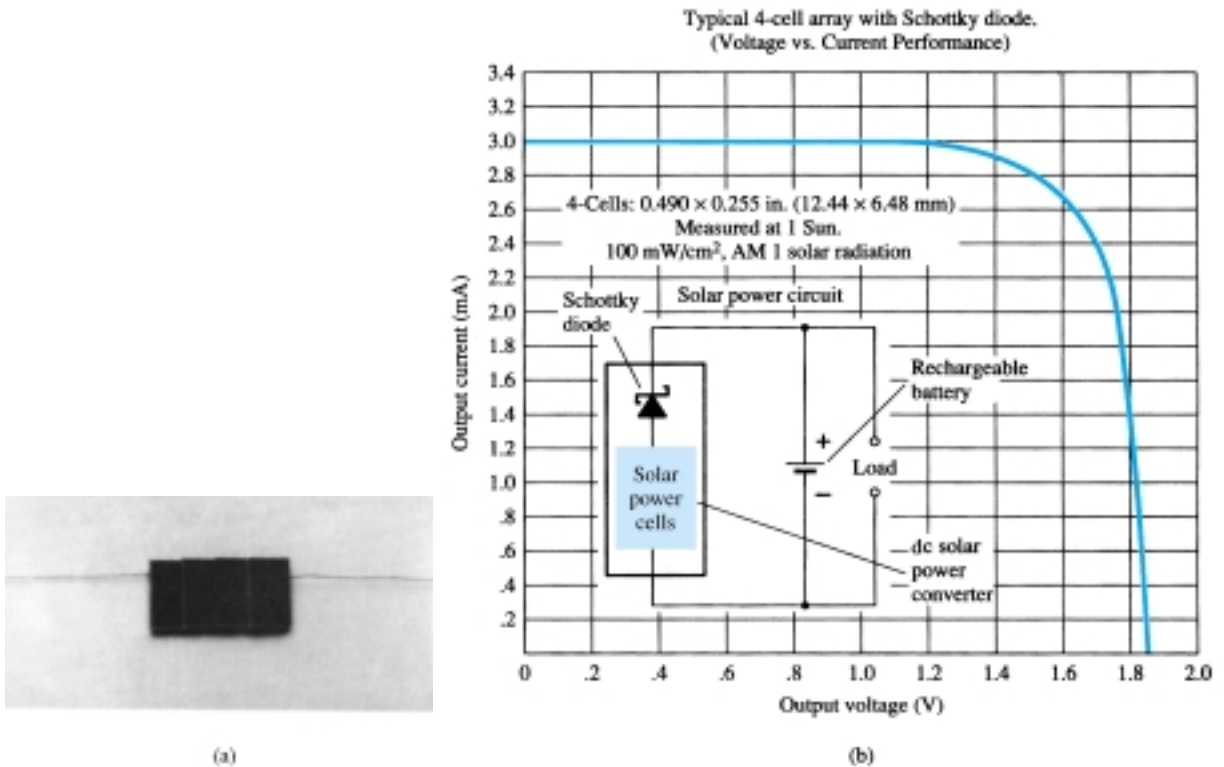 Typical 4-cell array with Schottky diode.
(Voltage vs. Current Performance)
3.4
3.2
3.0
2.8
2.6
2.4
2.2
2.0
1.8
1.6
1.4
1.2
1.0
.8
.6
.4
.2
Output current (mA)
4-Cells: 0.490 × 0.255 in. (12.44 × 6.48 mm)
Measured at 1 Sun.
100 mW/cm², AM 1 solar radiation
Solar power circuit
Schottky
diode
Rechargeable
battery
+
Load
−
Solar
power
cells
dc solar
power
converter
0 .2 .4 .6 .8 1.0 1.2 1.4 1.6 1.8 2.0
Output voltage (V)
(a)
(b)